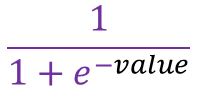 1
1 + e^{-value}